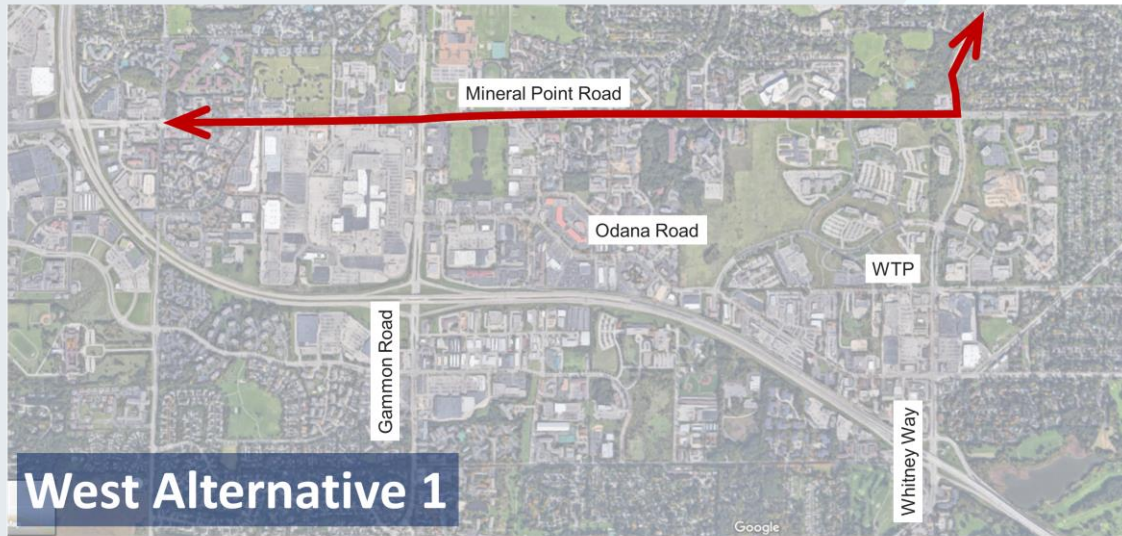 Mineral Point Road
Odana Road
WTP
Gammon Road
Whitney Way
West Alternative 1
Google